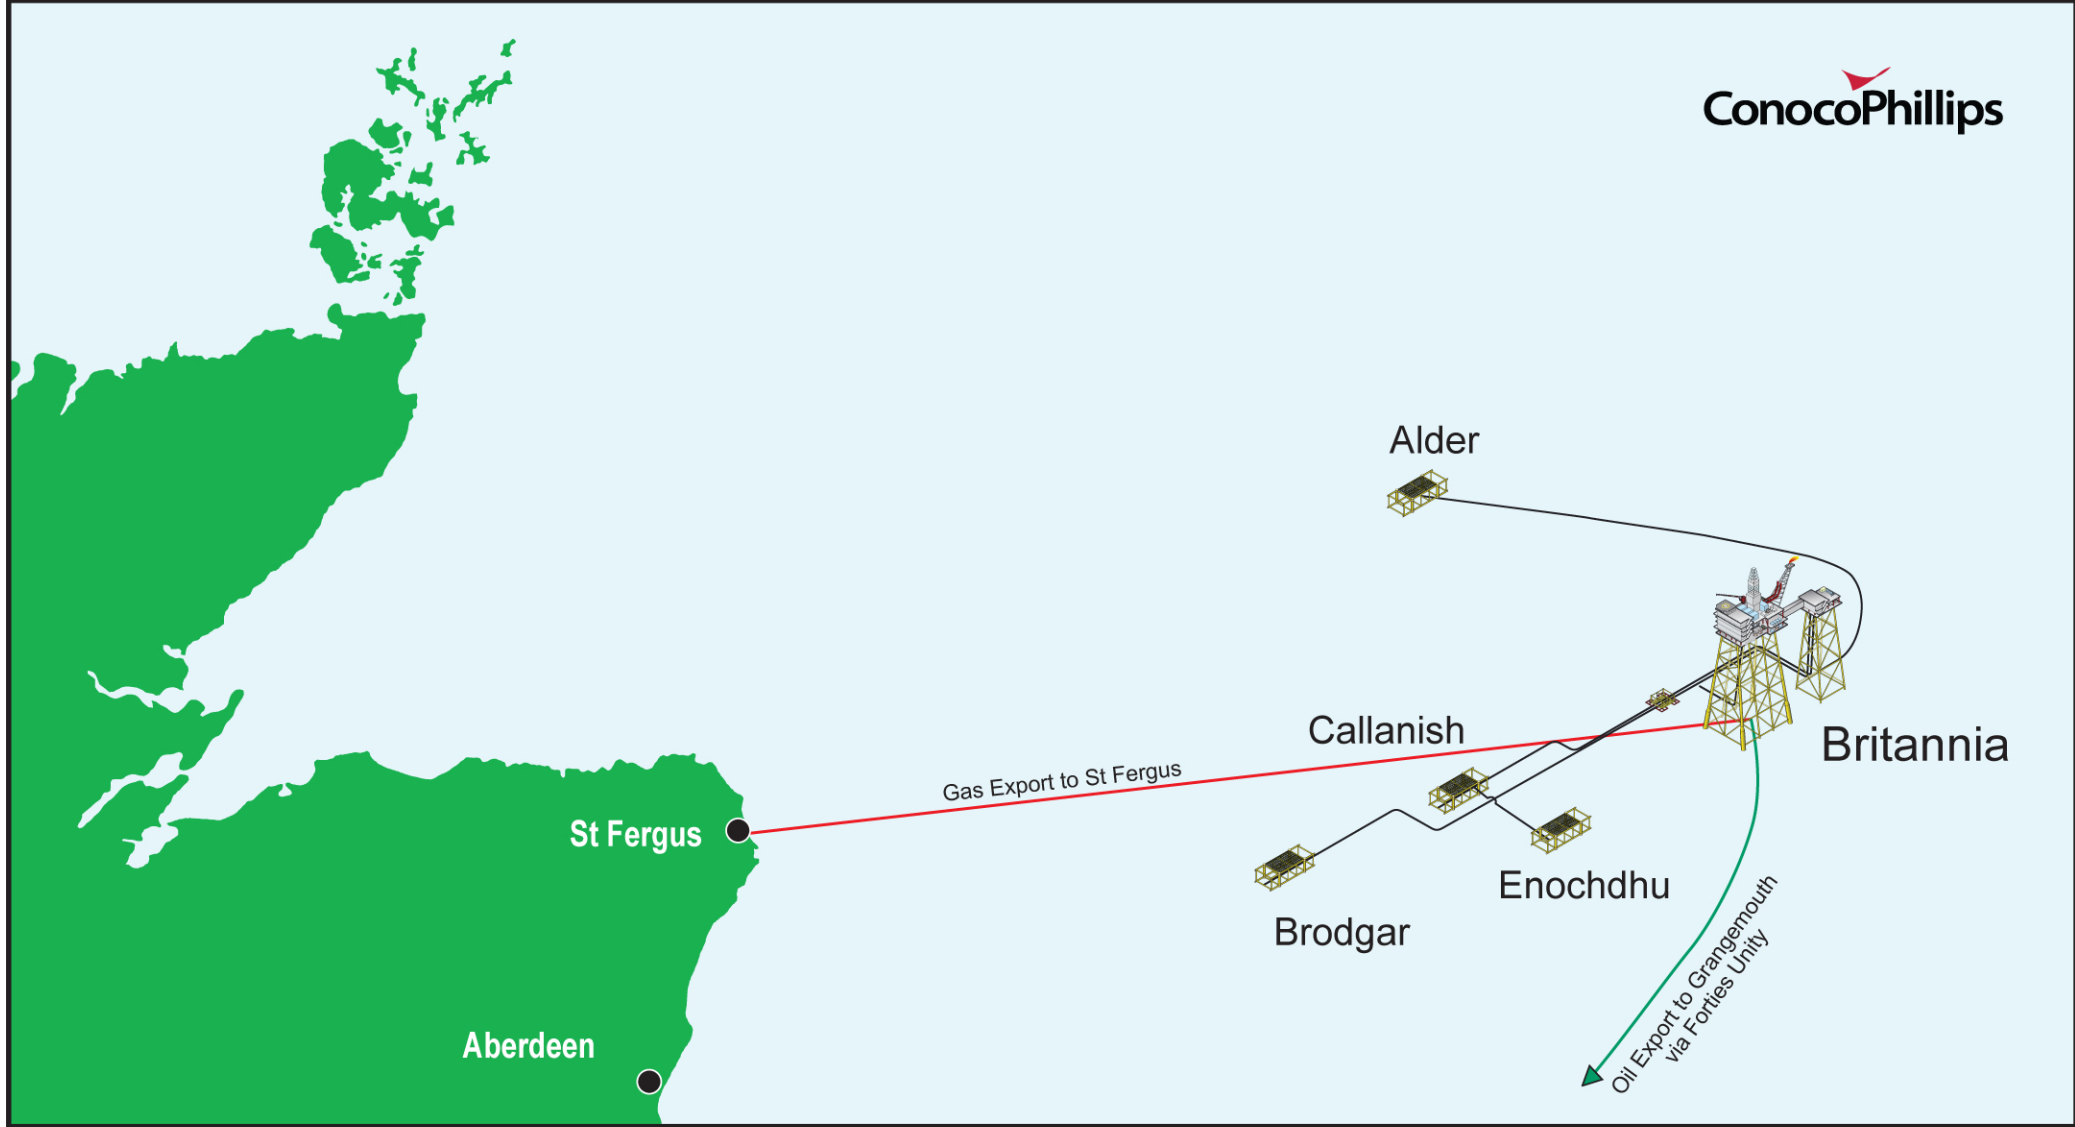 ConocoPhillips
Alder
Callanish
Britannia
Gas Export to St Fergus
St Fergus
Enochdhu
Brodgar
Oil Export to Grangemouth
via Forties Unity
Aberdeen